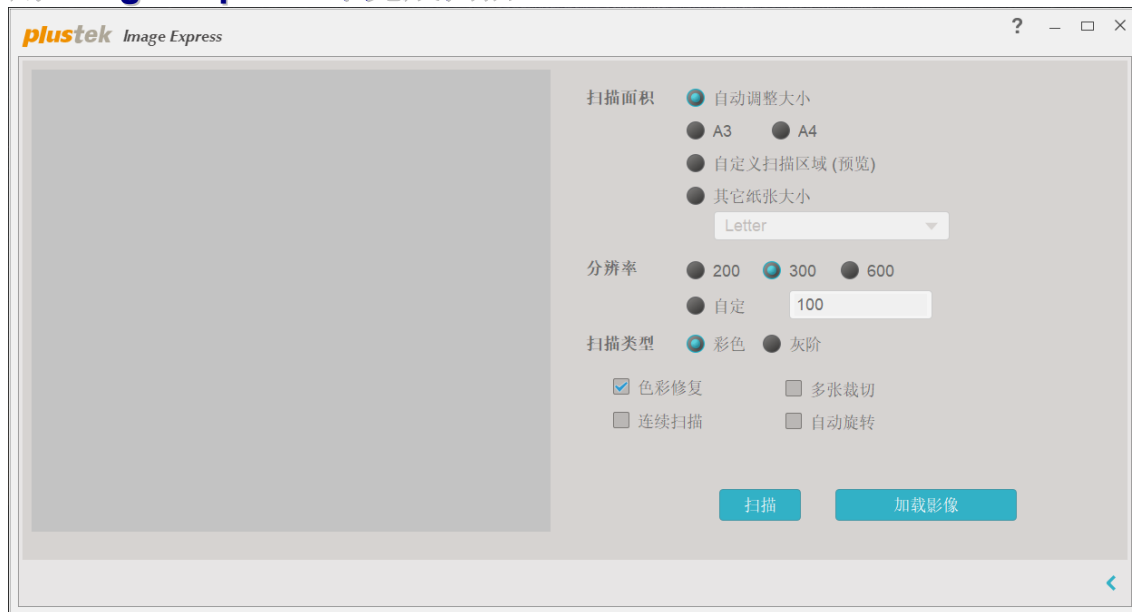 plustek Image Express ?
扫描面积 自动调整大小
A3 A4
自定义扫描区域 (预览)
其它纸张大小
Letter
分辨率 200 300 600
自定 100
扫描类型 彩色 灰阶
色彩修复 多张裁切
连续扫描 自动旋转
扫描 加载影像